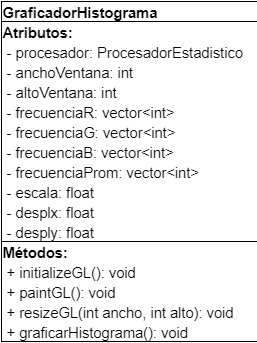 GraficadorHistograma
Atributos:
- procesador: ProcesadorEstadistico
- anchoVentana: int
- altoVentana: int
- frecuenciaR: vector<int>
- frecuenciaG: vector<int>
- frecuenciaB: vector<int>
- frecuenciaProm: vector<int>
- escala: float
- desplx: float
- desply: float
Métodos:
+ initializeGL(): void
+ paintGL(): void
+ resizeGL(int ancho, int alto): void
+ graficarHistograma(): void